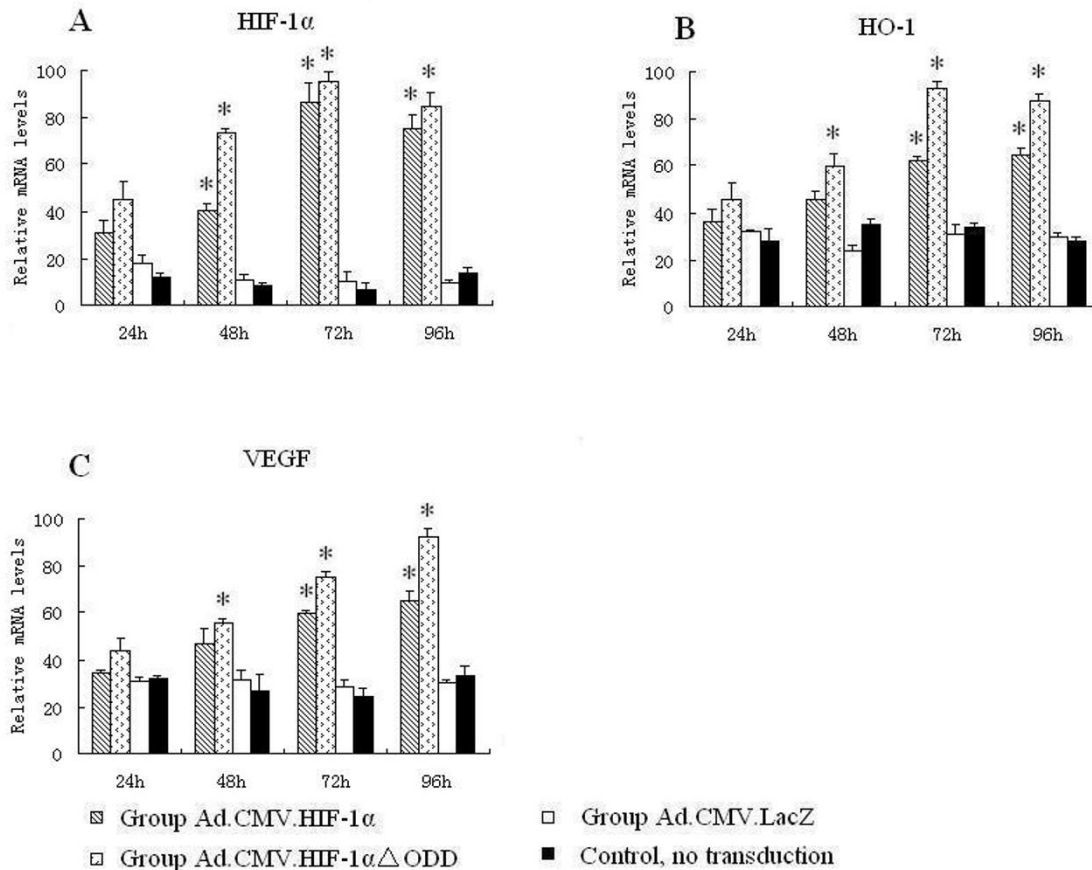 A
HIF-1α
Relative mRNA levels
100
80
60
40
20
0
* * * * * *
24h 48h 72h 96h
B
HO-1
Relative mRNA levels
100
80
60
40
20
0
* * * * *
24h 48h 72h 96h
C
VEGF
Relative mRNA levels
100
80
60
40
20
0
* * * * *
24h 48h 72h 96h
Group Ad.CMV.HIF-1α
Group Ad.CMV.HIF-1α△ODD
Group Ad.CMV.LacZ
Control, no transduction